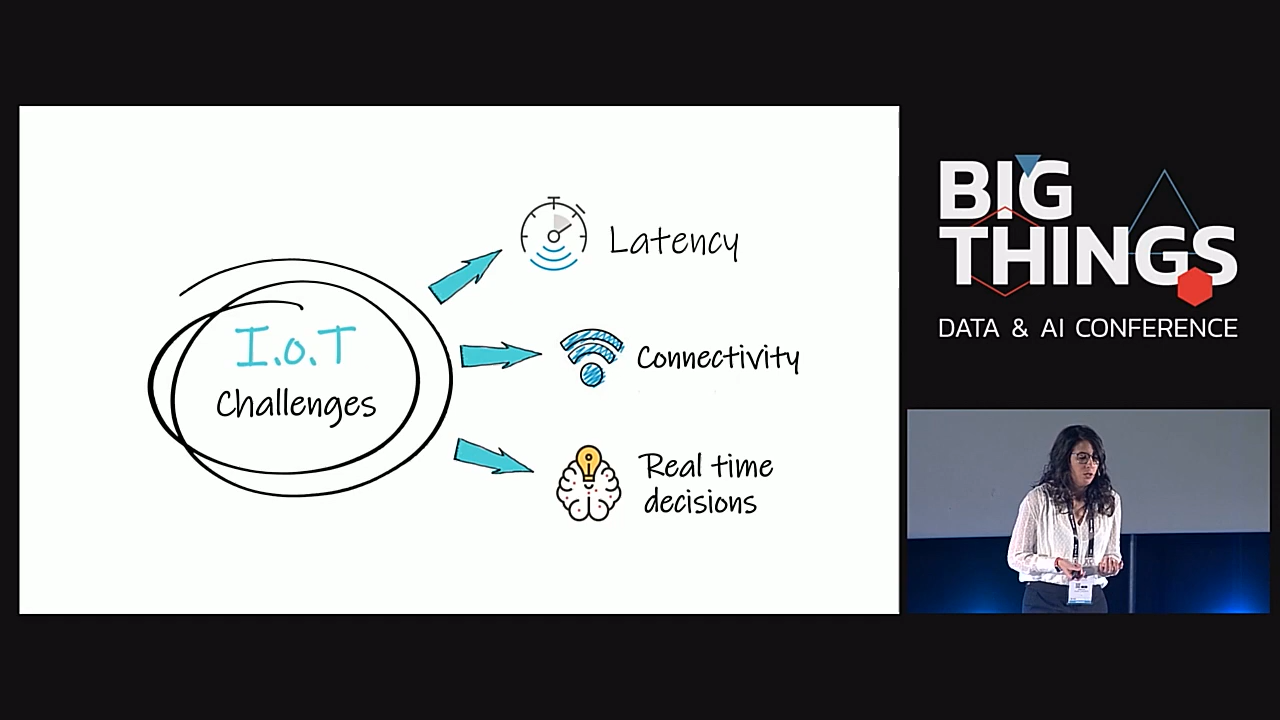 I.o.T
Challenges
Latency
Connectivity
Real time
decisions
BIG
THINGS
DATA & AI CONFERENCE